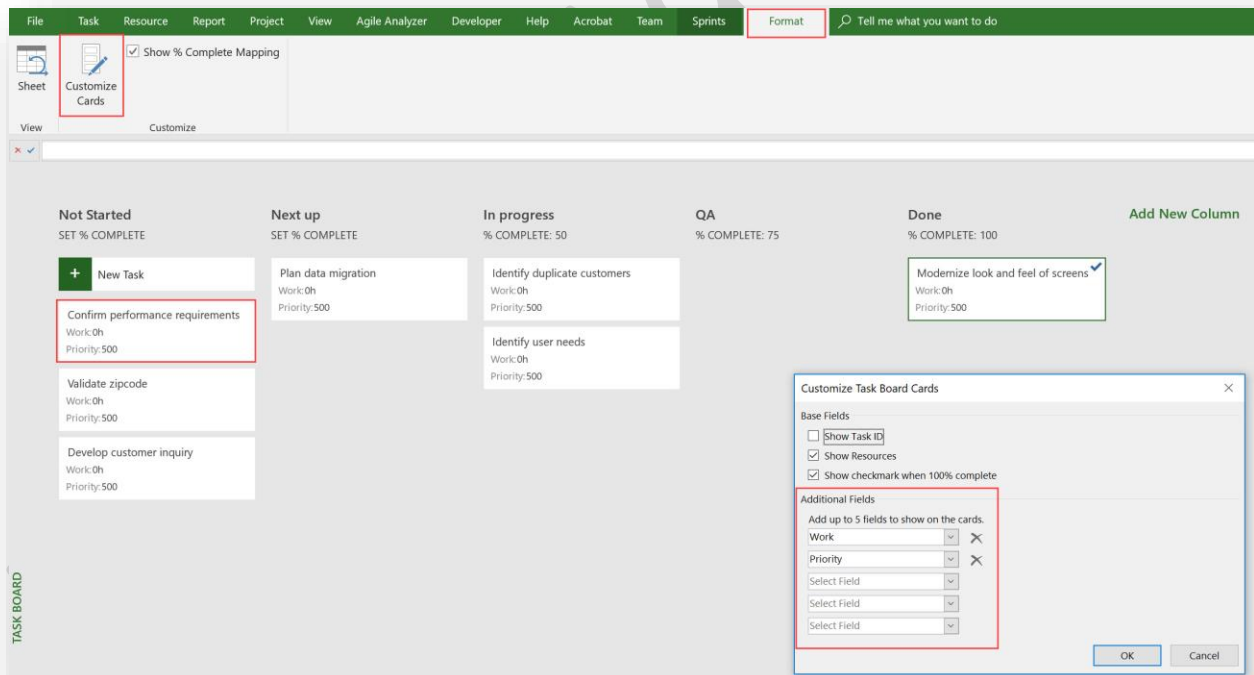 File Task Resource Report Project View Agile Analyzer Developer Help Acrobat Team Sprints Format Tell me what you want to do
Show % Complete Mapping
Sheet
Customize
Cards
View
Customize
Not Started
SET % COMPLETE
New Task
Confirm performance requirements
Work:0h
Priority:500
Validate zipcode
Work:0h
Priority:500
Develop customer inquiry
Work:0h
Priority:500
Next up
SET % COMPLETE
Plan data migration
Work:0h
Priority:500
In progress
% COMPLETE: 50
Identify duplicate customers
Work:0h
Priority:500
Identify user needs
Work:0h
Priority:500
QA
% COMPLETE: 75
Done
% COMPLETE: 100
Modernize look and feel of screens
Work:0h
Priority:500
Add New Column
Customize Task Board Cards
Base Fields
Show Task ID
Show Resources
Show checkmark when 100% complete
Additional Fields
Add up to 5 fields to show on the cards.
Work
Priority
Select Field
Select Field
Select Field
OK Cancel
TASK BOARD